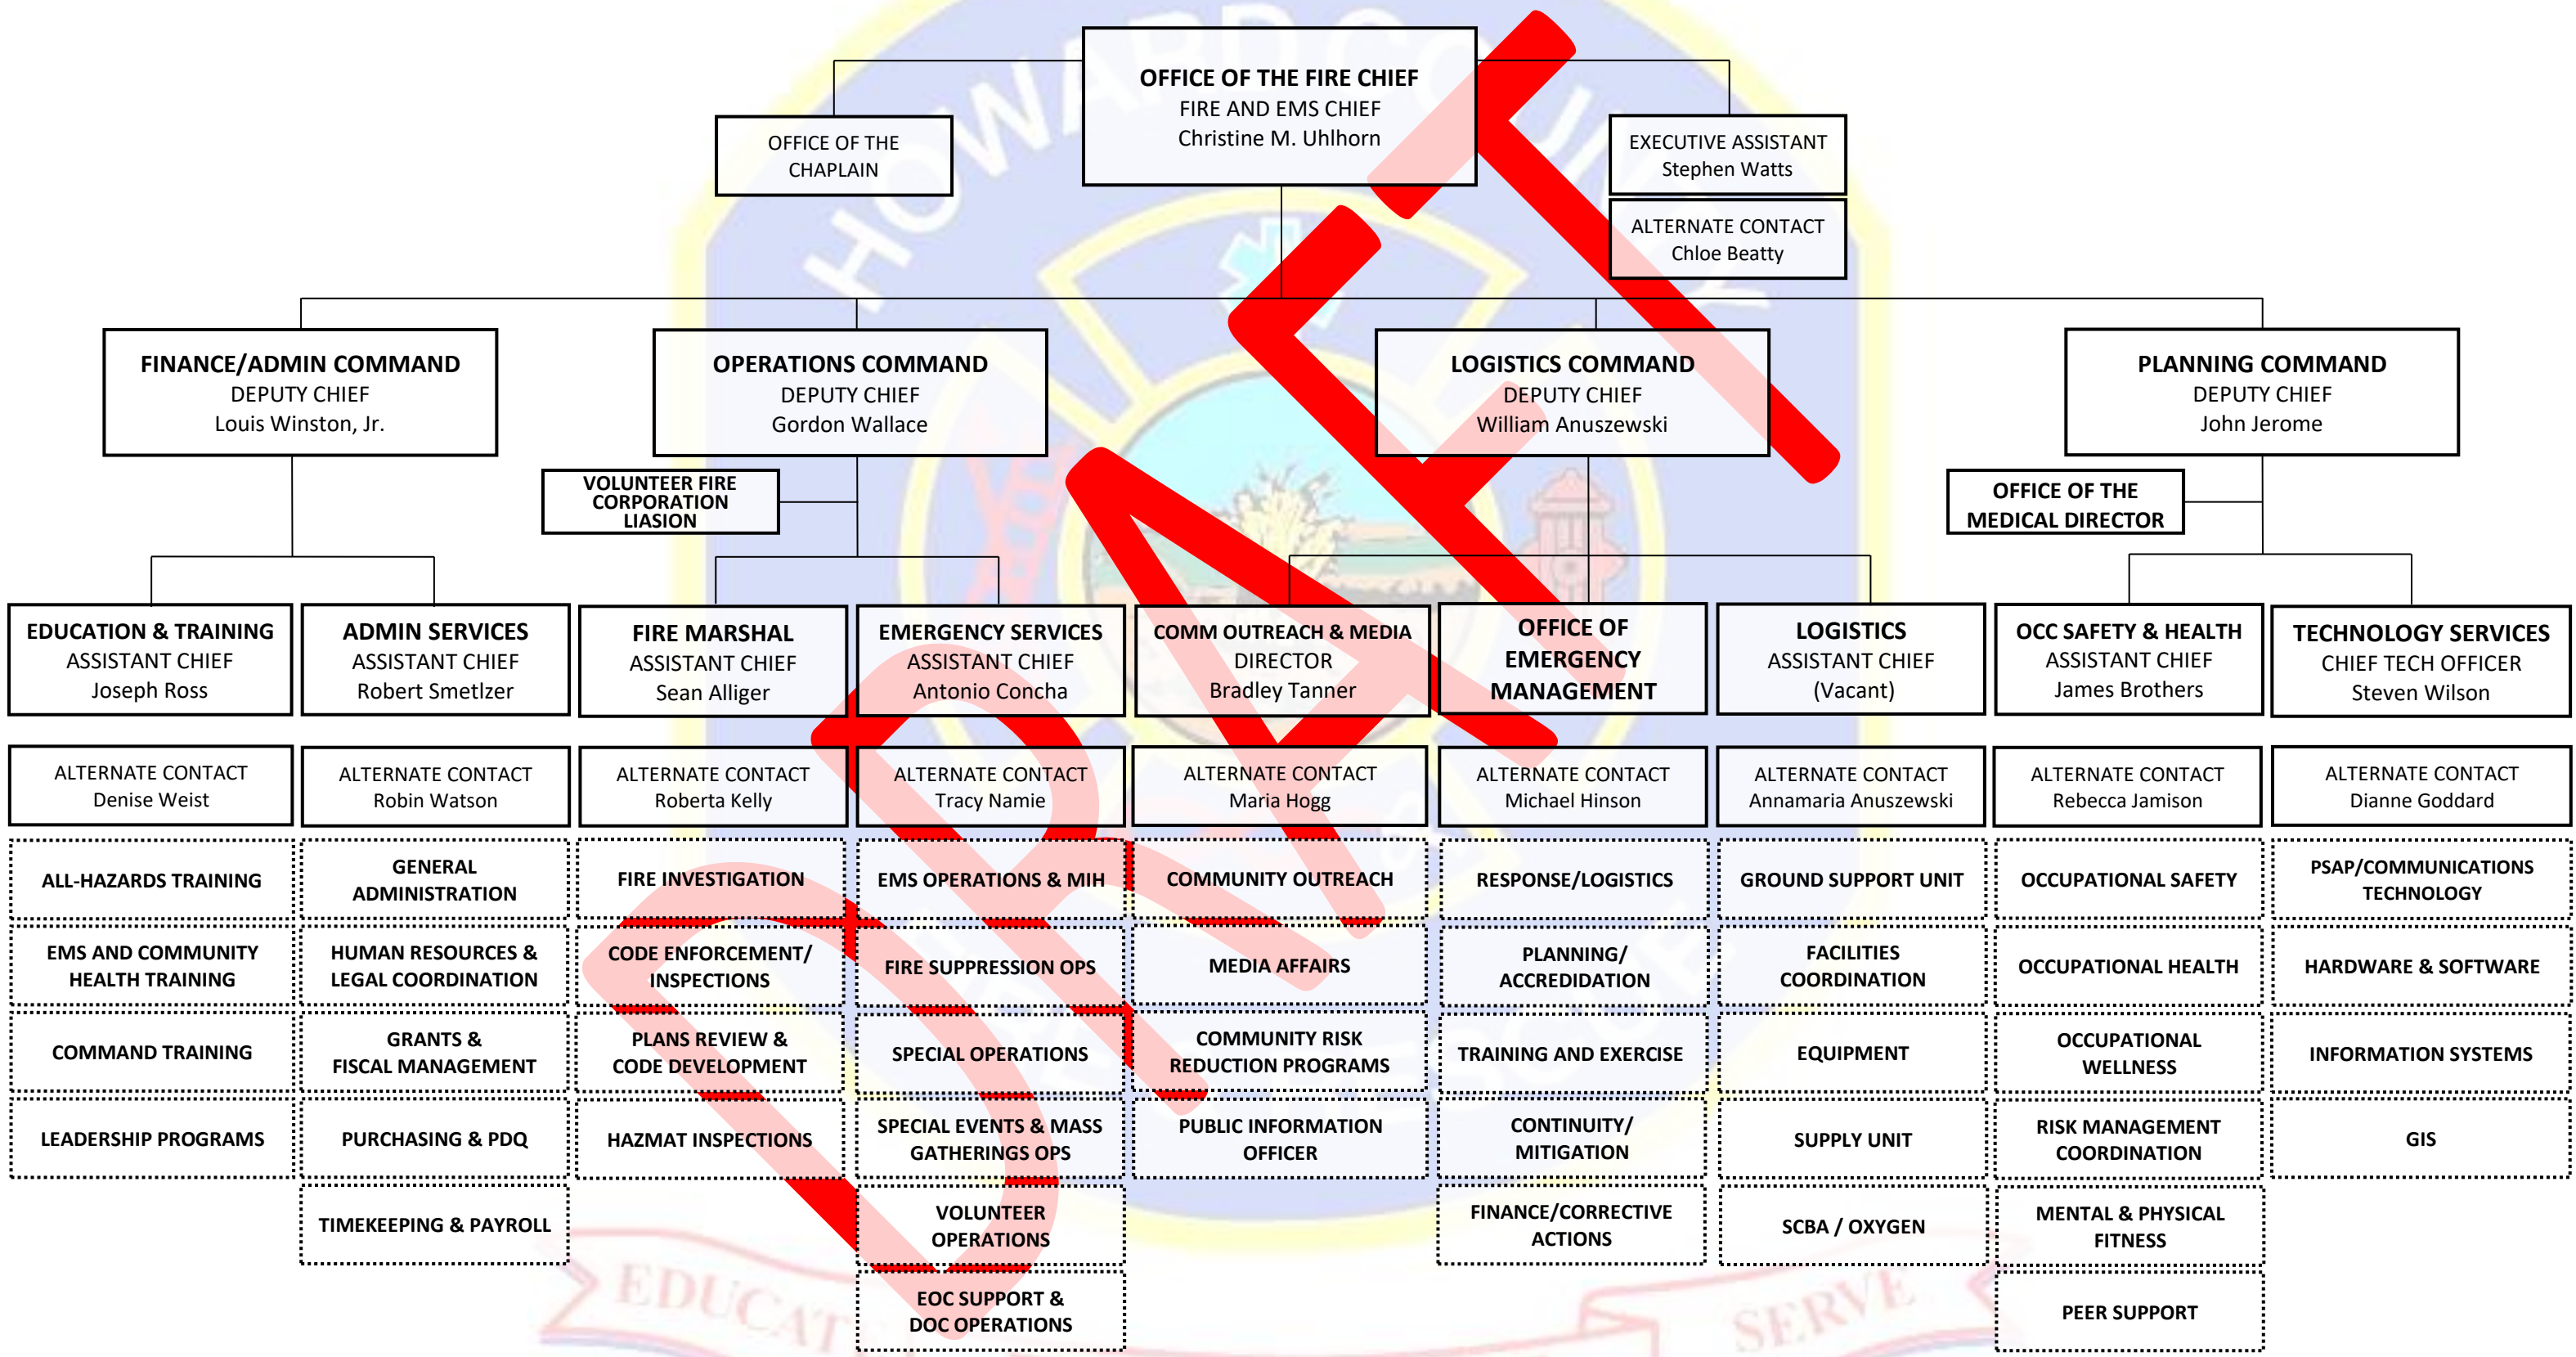 HOWARD COUNTY
OFFICE OF THE FIRE CHIEF
FIRE AND EMS CHIEF
Christine M. Uhlhorn
OFFICE OF THE
CHAPLAIN
EXECUTIVE ASSISTANT
Stephen Watts
ALTERNATE CONTACT
Chloe Beatty
FINANCE/ADMIN COMMAND
DEPUTY CHIEF
Louis Winston, Jr.
OPERATIONS COMMAND
DEPUTY CHIEF
Gordon Wallace
LOGISTICS COMMAND
DEPUTY CHIEF
William Anuszewski
PLANNING COMMAND
DEPUTY CHIEF
John Jerome
VOLUNTEER FIRE
CORPORATION
LIASION
OFFICE OF THE
MEDICAL DIRECTOR
EDUCATION & TRAINING
ASSISTANT CHIEF
Joseph Ross
ADMIN SERVICES
ASSISTANT CHIEF
Robert Smetlzer
FIRE MARSHAL
ASSISTANT CHIEF
Sean Alliger
EMERGENCY SERVICES
ASSISTANT CHIEF
Antonio Concha
COMM OUTREACH & MEDIA
DIRECTOR
Bradley Tanner
OFFICE OF
EMERGENCY
MANAGEMENT
LOGISTICS
ASSISTANT CHIEF
(Vacant)
OCC SAFETY & HEALTH
ASSISTANT CHIEF
James Brothers
TECHNOLOGY SERVICES
CHIEF TECH OFFICER
Steven Wilson
ALTERNATE CONTACT
Denise Weist
ALTERNATE CONTACT
Robin Watson
ALTERNATE CONTACT
Roberta Kelly
ALTERNATE CONTACT
Tracy Namie
ALTERNATE CONTACT
Maria Hogg
ALTERNATE CONTACT
Michael Hinson
ALTERNATE CONTACT
Annamaria Anuszewski
ALTERNATE CONTACT
Rebecca Jamison
ALTERNATE CONTACT
Dianne Goddard
ALL-HAZARDS TRAINING
GENERAL
ADMINISTRATION
FIRE INVESTIGATION
EMS OPERATIONS & MIH
COMMUNITY OUTREACH
RESPONSE/LOGISTICS
GROUND SUPPORT UNIT
OCCUPATIONAL SAFETY
PSAP/COMMUNICATIONS
TECHNOLOGY
EMS AND COMMUNITY
HEALTH TRAINING
HUMAN RESOURCES &
LEGAL COORDINATION
CODE ENFORCEMENT/
INSPECTIONS
FIRE SUPPRESSION OPS
MEDIA AFFAIRS
PLANNING/
ACCREDIDATION
FACILITIES
COORDINATION
OCCUPATIONAL HEALTH
HARDWARE & SOFTWARE
COMMAND TRAINING
GRANTS &
FISCAL MANAGEMENT
PLANS REVIEW &
CODE DEVELOPMENT
SPECIAL OPERATIONS
COMMUNITY RISK
REDUCTION PROGRAMS
TRAINING AND EXERCISE
EQUIPMENT
OCCUPATIONAL
WELLNESS
INFORMATION SYSTEMS
LEADERSHIP PROGRAMS
PURCHASING & PDQ
HAZMAT INSPECTIONS
SPECIAL EVENTS & MASS
GATHERINGS OPS
PUBLIC INFORMATION
OFFICER
CONTINUITY/
MITIGATION
SUPPLY UNIT
RISK MANAGEMENT
COORDINATION
GIS
TIMEKEEPING & PAYROLL
VOLUNTEER
OPERATIONS
FINANCE/CORRECTIVE
ACTIONS
SCBA / OXYGEN
MENTAL & PHYSICAL
FITNESS
EOC SUPPORT &
DOC OPERATIONS
PEER SUPPORT
DRAFT
SERVE